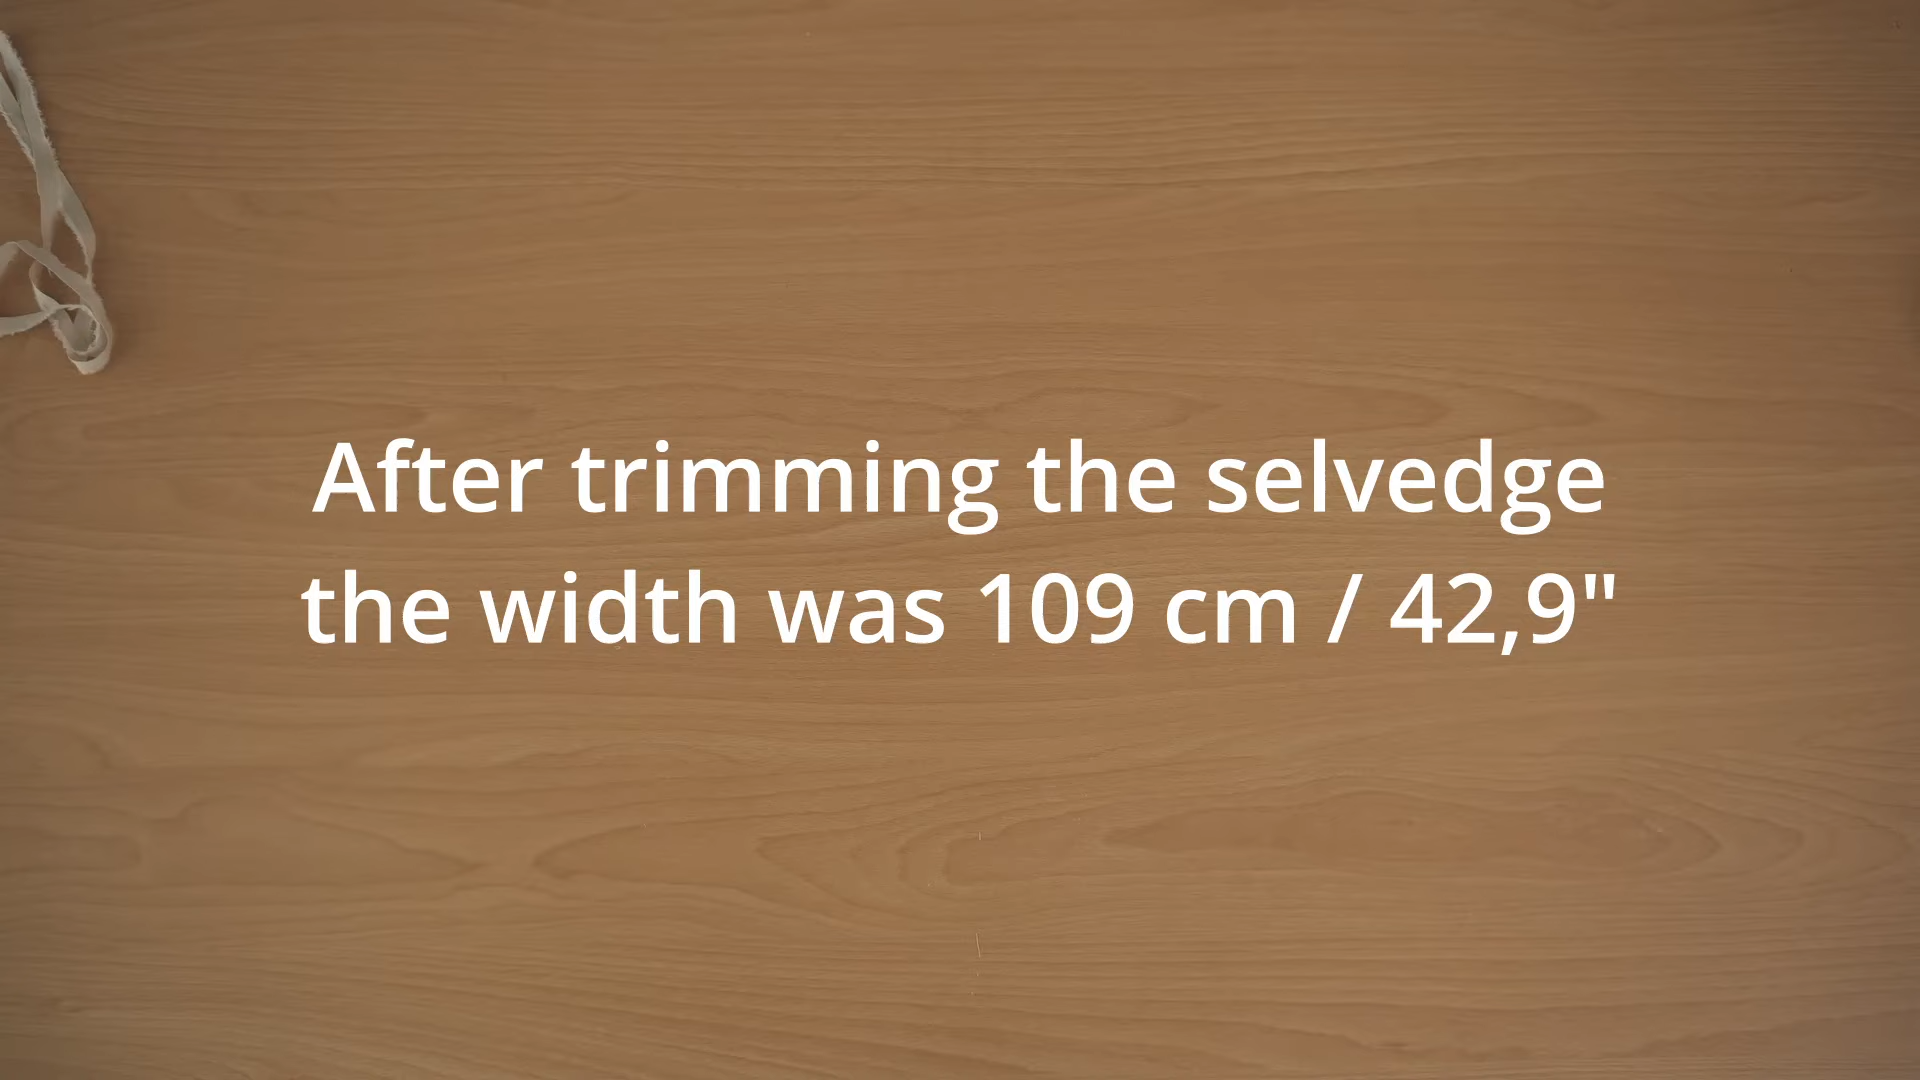 After trimming the selvedge
the width was 109 cm / 42,9"